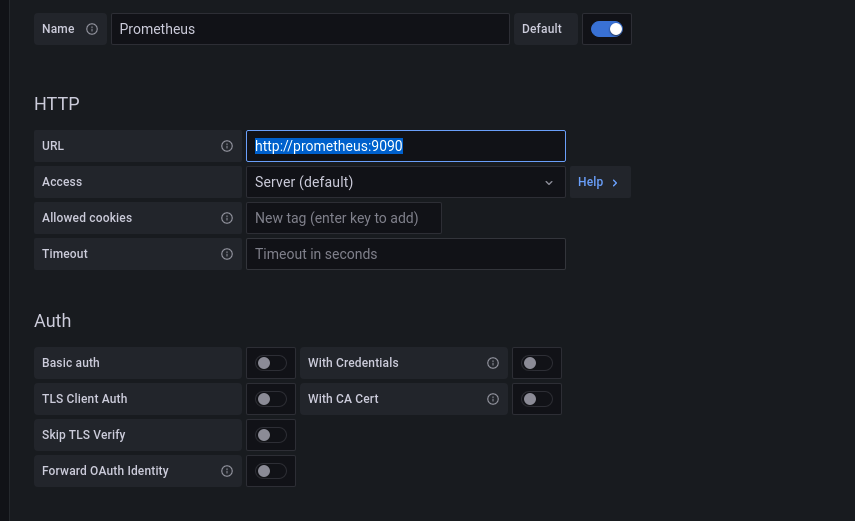 Name Prometheus Default
HTTP
URL http://prometheus:9090
Access Server (default) Help
Allowed cookies New tag (enter key to add)
Timeout Timeout in seconds
Auth
Basic auth With Credentials
TLS Client Auth With CA Cert
Skip TLS Verify
Forward OAuth Identity